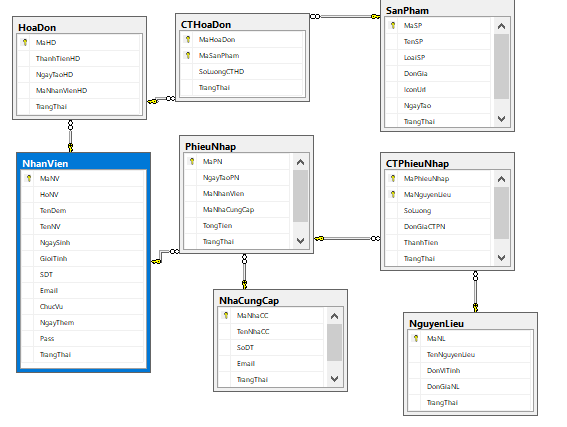 HoaDon
MaHD
ThanhTienHD
NgayTaoHD
MaNhanVienHD
TrangThai
CTHoaDon
MaHoaDon
MaSanPham
SoLuongCTHD
TrangThai
SanPham
MaSP
TenSP
LoaiSP
DonGia
IconUrl
NgayTao
TrangThai
NhanVien
MaNV
HoNV
TenDem
TenNV
NgaySinh
GioiTinh
SDT
Email
ChucVu
NgayThem
Pass
TrangThai
PhieuNhap
MaPN
NgayTaoPN
MaNhanVien
MaNhaCungCap
TongTien
TrangThai
CTPhieuNhap
MaPhieuNhap
MaNguyenLieu
SoLuong
DonGiaCTPN
ThanhTien
TrangThai
NhaCungCap
MaNhaCC
TenNhaCC
SoDT
Email
TrangThai
NguyenLieu
MaNL
TenNguyenLieu
DonViTinh
DonGiaNL
TrangThai